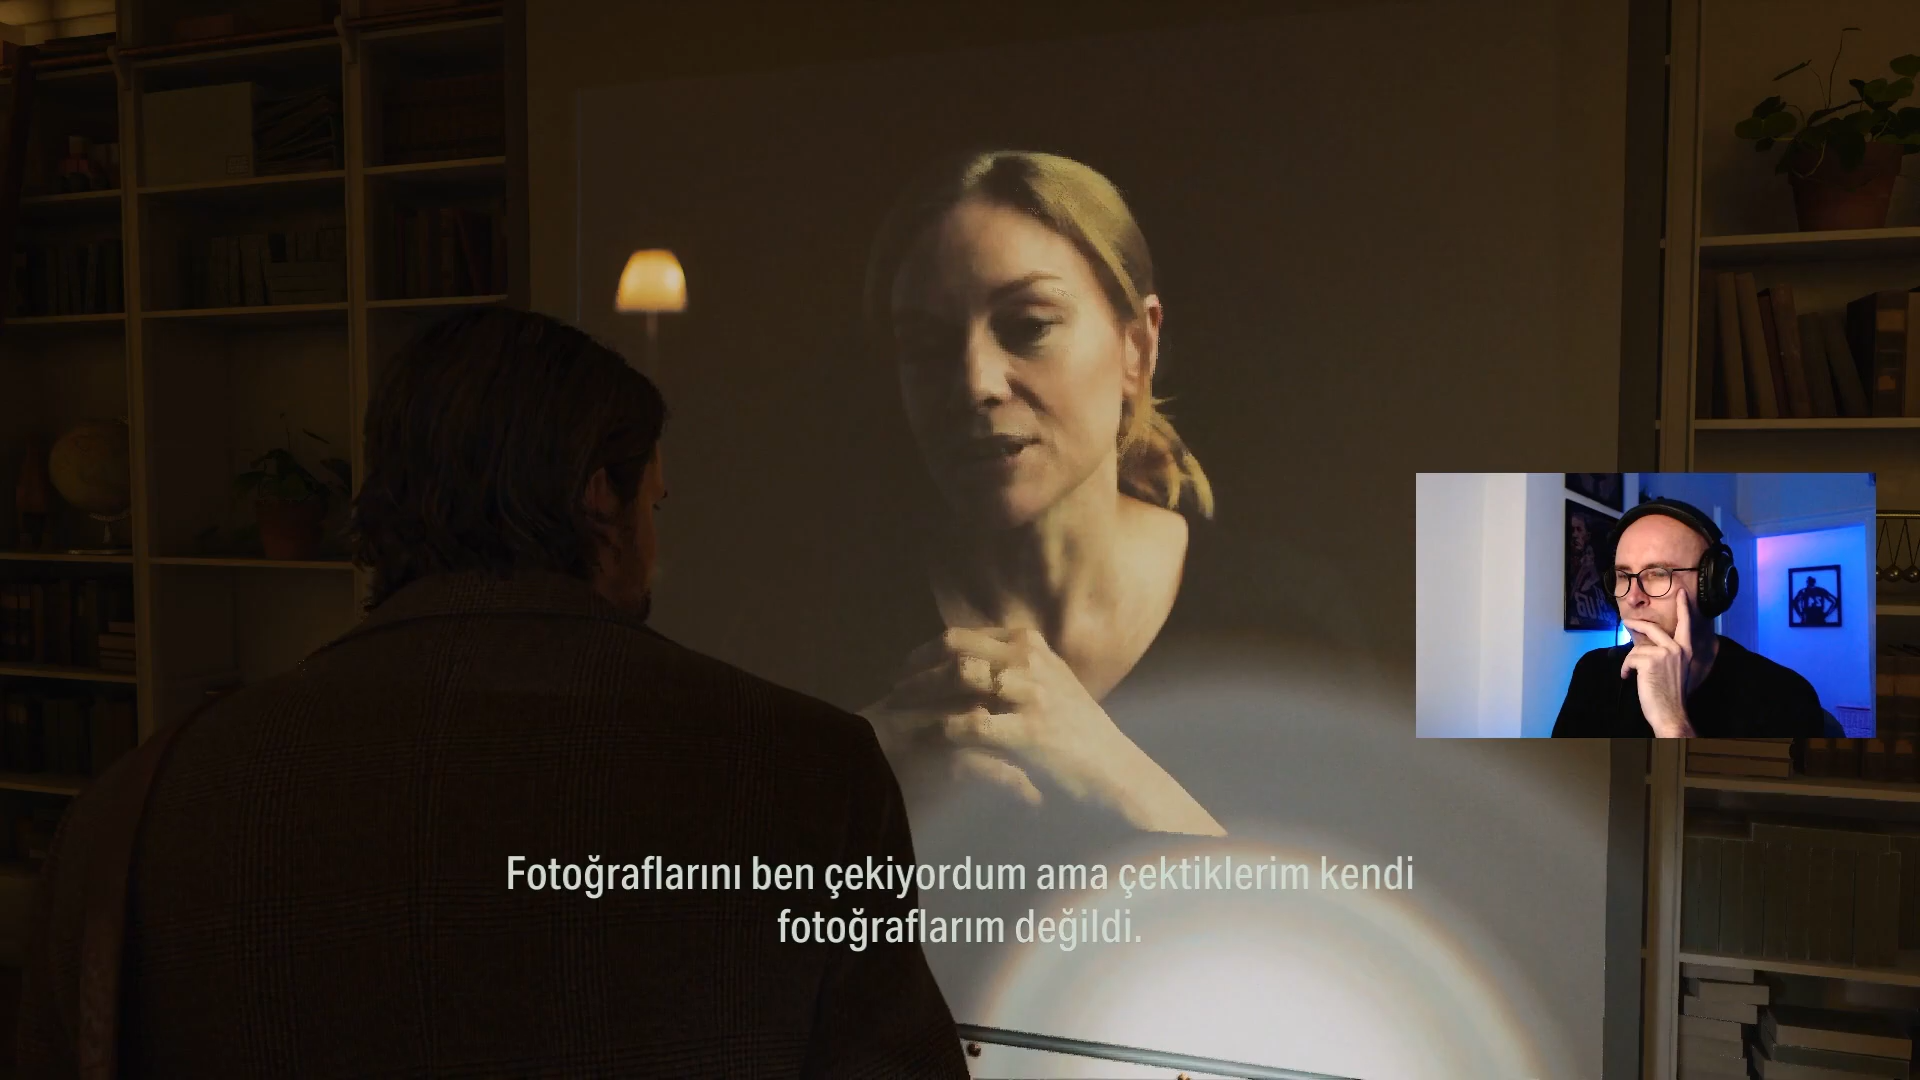 Fotoğraflarını ben çekiyordum ama çektiklerim kendi
fotoğraflarım değildi.